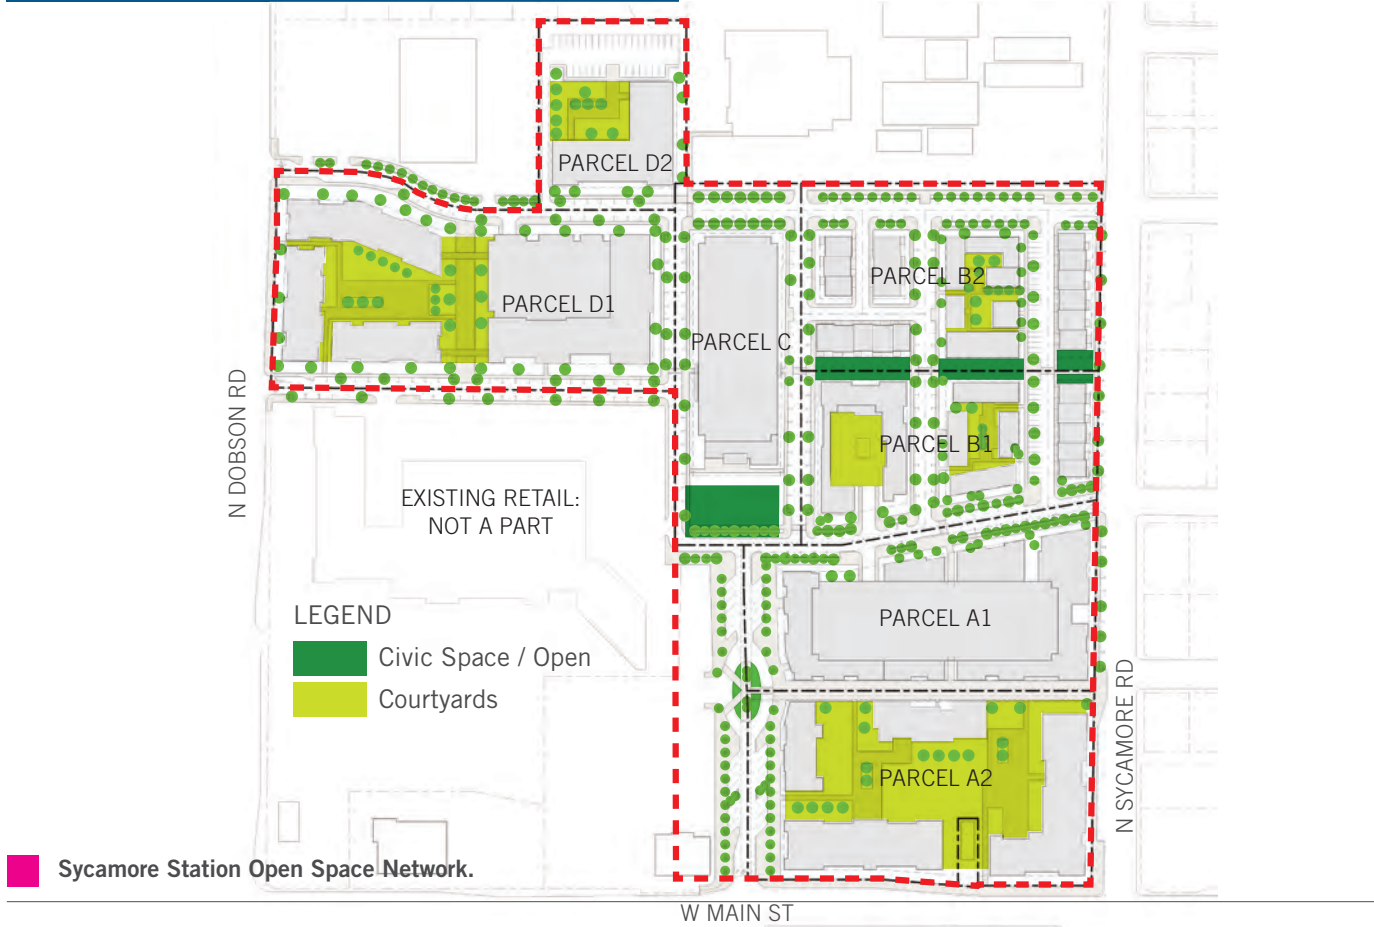 PARCEL D2
PARCEL B2
PARCEL D1
PARCEL C
N DOBSON RD
PARCEL B1
EXISTING RETAIL:
NOT A PART
LEGEND
PARCEL A1
Civic Space / Open
Courtyards
N SYCAMORE RD
PARCEL A2
Sycamore Station Open Space Network.
W MAIN ST